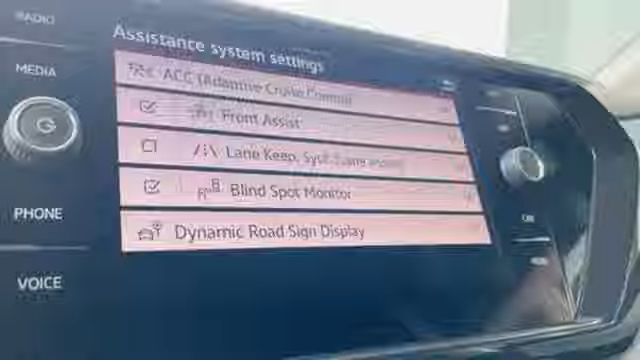 RADIO
MEDIA
PHONE
VOICE
Assistance system settings
ACC (Adaptive Cruise Control)
Front Assist
Lane Keep. Syst.
Blind Spot Monitor
Dynamic Road Sign Display